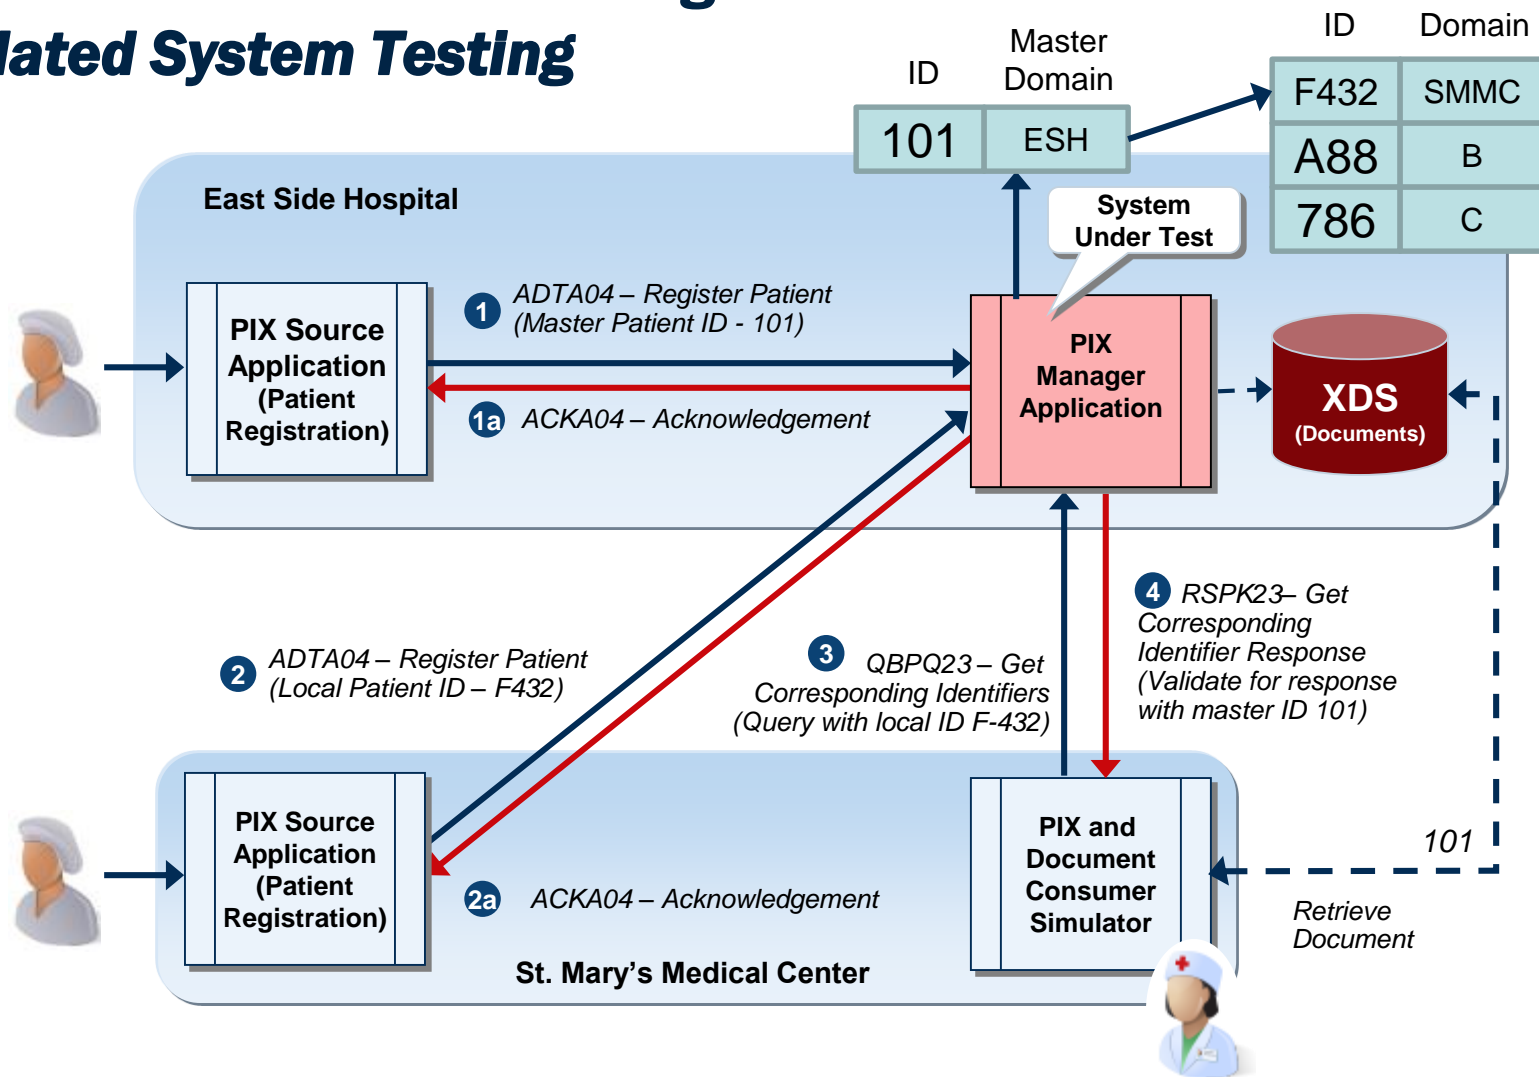 System Testing
ID
Master
Domain
ID
Domain
101
ESH
F432
SMMC
A88
B
786
C
East Side Hospital
System
Under Test
PIX Source
Application
(Patient
Registration)
1
ADTA04 – Register Patient
(Master Patient ID - 101)
1a
ACKA04 – Acknowledgement
PIX
Manager
Application
XDS
(Documents)
2
ADTA04 – Register Patient
(Local Patient ID – F432)
3
QBPQ23 – Get
Corresponding Identifiers
(Query with local ID F-432)
4
RSPK23– Get
Corresponding
Identifier Response
(Validate for response
with master ID 101)
PIX Source
Application
(Patient
Registration)
2a
ACKA04 – Acknowledgement
St. Mary's Medical Center
PIX and
Document
Consumer
Simulator
101
Retrieve
Document